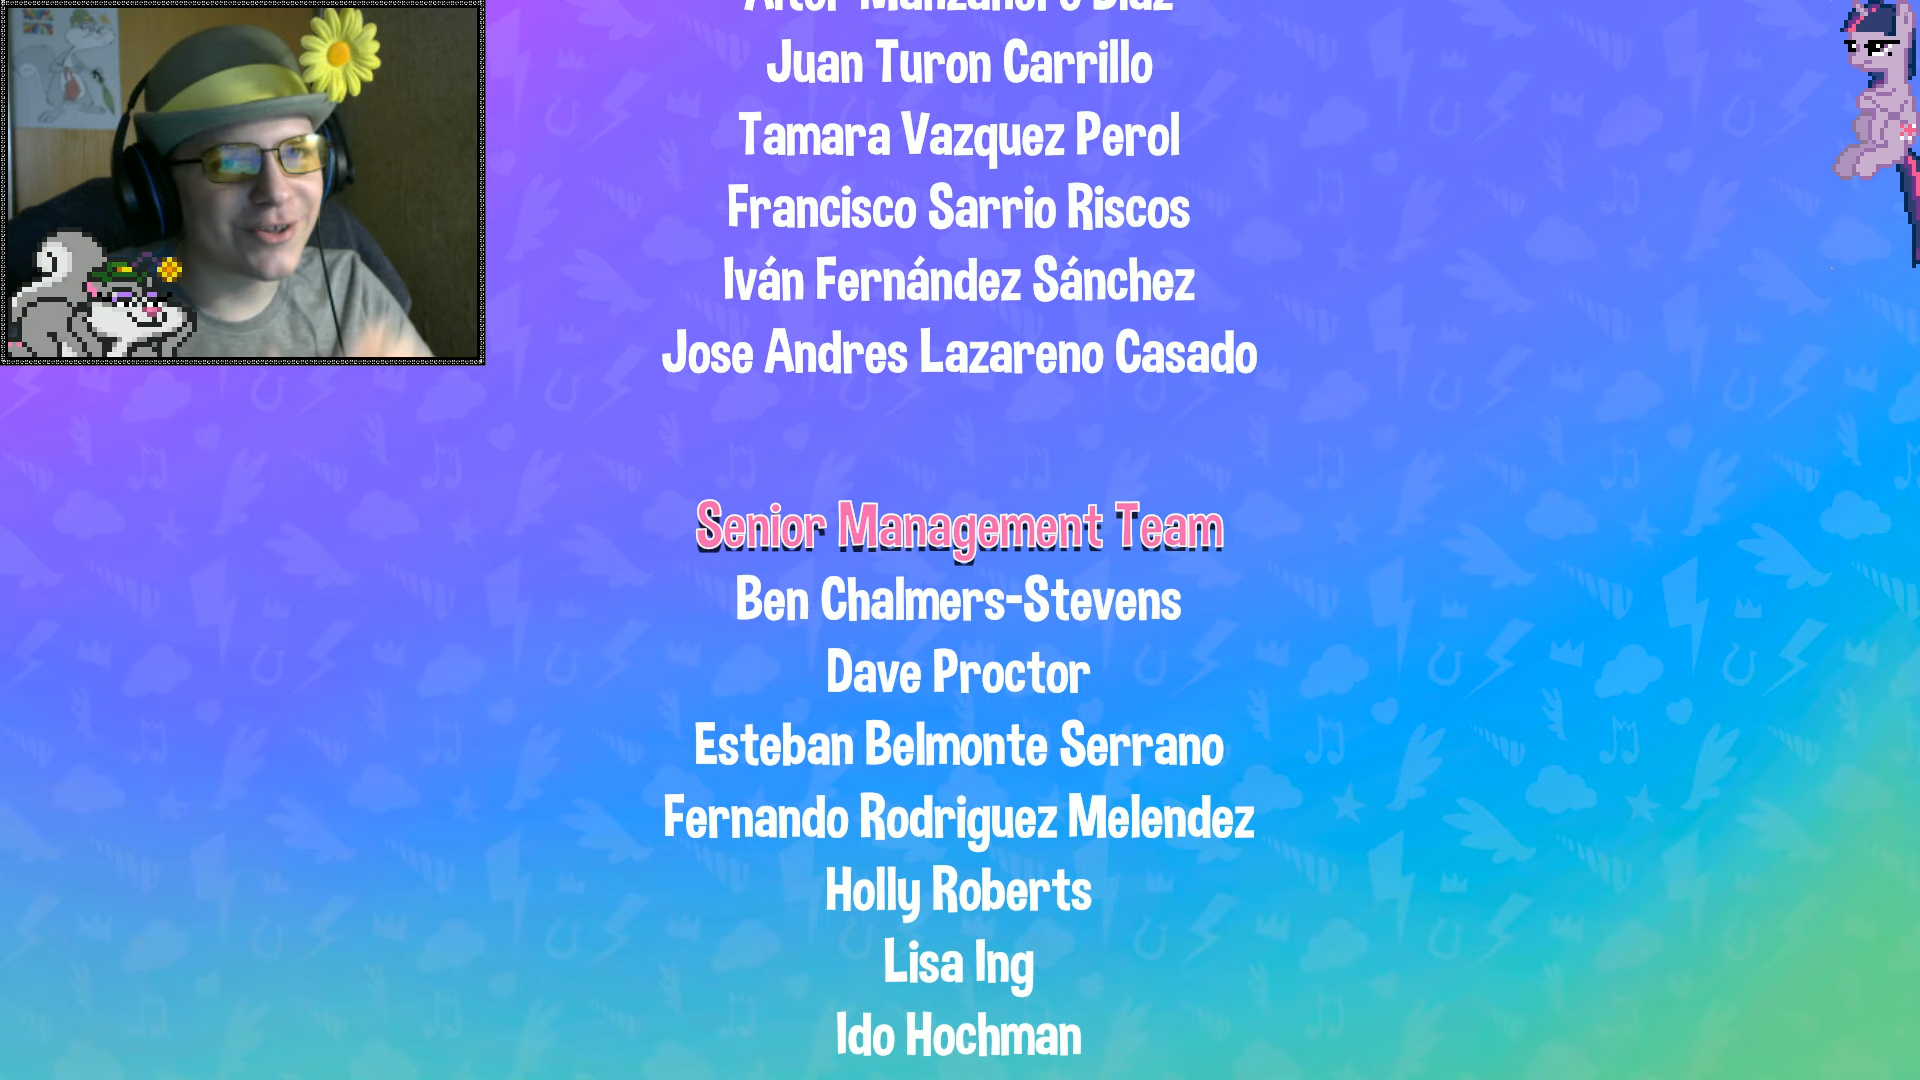 Juan Turon Carrillo
Tamara Vazquez Perol
Francisco Sarrio Riscos
Iván Fernández Sánchez
Jose Andres Lazareno Casado
Senior Management Team
Ben Chalmers-Stevens
Dave Proctor
Esteban Belmonte Serrano
Fernando Rodriguez Melendez
Holly Roberts
Lisa Ing
Ido Hochman